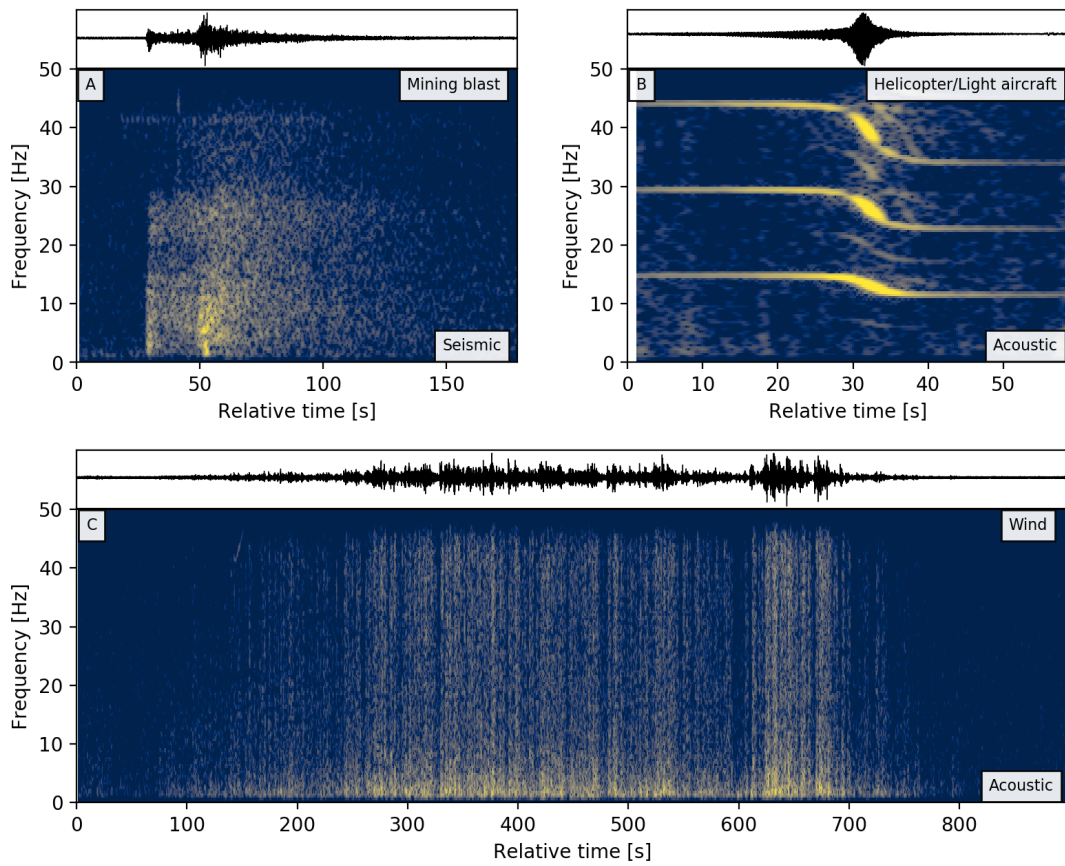 A
Mining blast
50
40
30
20
10
0
Frequency [Hz]
Seismic
0 50 100 150
Relative time [s]
B
Helicopter/Light aircraft
50
40
30
20
10
0
Frequency [Hz]
Acoustic
0 10 20 30 40 50
Relative time [s]
C
Wind
50
40
30
20
10
0
Frequency [Hz]
Acoustic
0 100 200 300 400 500 600 700 800
Relative time [s]